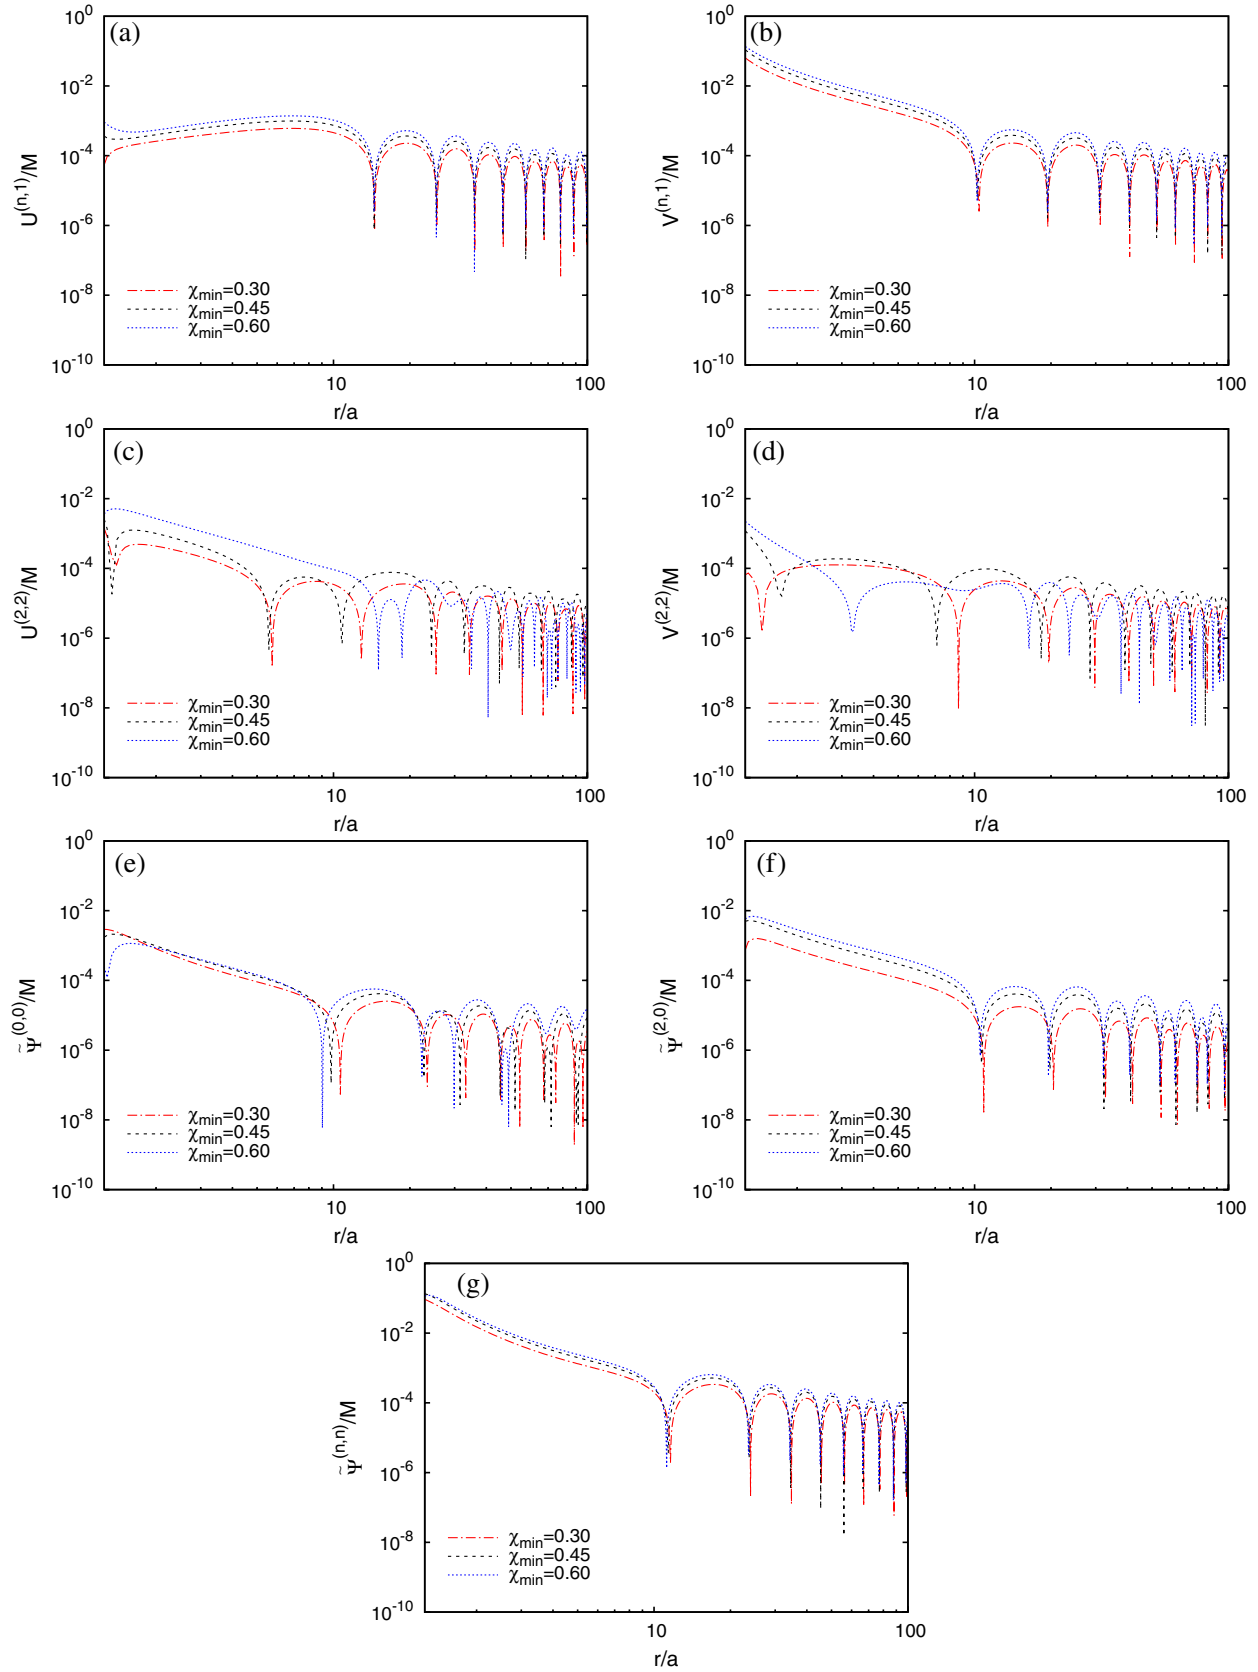 (a)
U^(n,1)/M
10^0
10^-2
10^-4
10^-6
10^-8
10^-10
χmin=0.30
χmin=0.45
χmin=0.60
10
100
r/a
(b)
V^(n,1)/M
10^0
10^-2
10^-4
10^-6
10^-8
10^-10
χmin=0.30
χmin=0.45
χmin=0.60
10
100
r/a
(c)
U^(2,2)/M
10^0
10^-2
10^-4
10^-6
10^-8
10^-10
χmin=0.30
χmin=0.45
χmin=0.60
10
100
r/a
(d)
V^(2,2)/M
10^0
10^-2
10^-4
10^-6
10^-8
10^-10
χmin=0.30
χmin=0.45
χmin=0.60
10
100
r/a
(e)
Ψ̃^(0,0)/M
10^0
10^-2
10^-4
10^-6
10^-8
10^-10
χmin=0.30
χmin=0.45
χmin=0.60
10
100
r/a
(f)
Ψ̃^(2,0)/M
10^0
10^-2
10^-4
10^-6
10^-8
10^-10
χmin=0.30
χmin=0.45
χmin=0.60
10
100
r/a
(g)
Ψ̃^(n,n)/M
10^0
10^-2
10^-4
10^-6
10^-8
10^-10
χmin=0.30
χmin=0.45
χmin=0.60
10
100
r/a